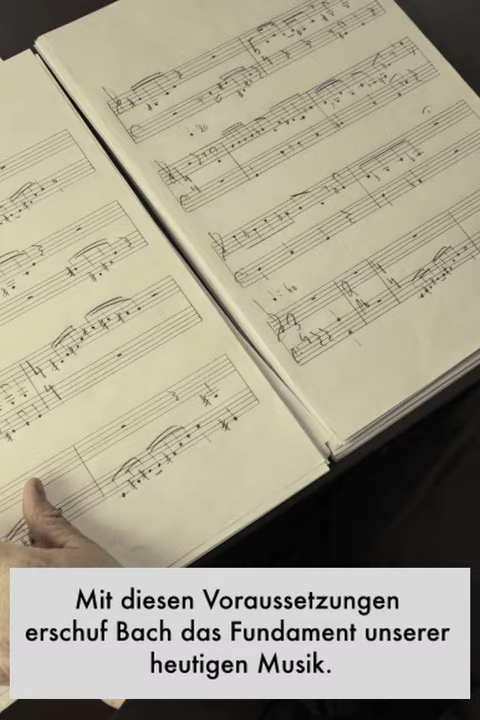 Mit diesen Voraussetzungen
erschuf Bach das Fundament unserer
heutigen Musik.